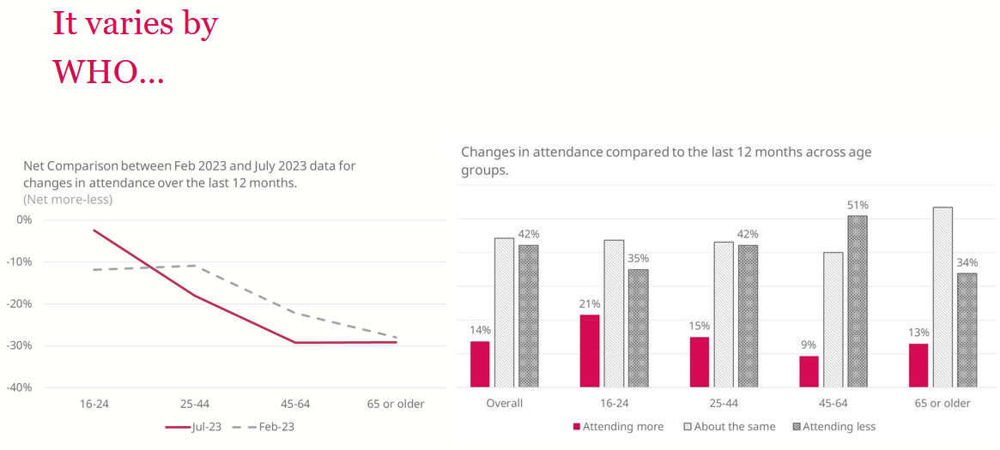 It varies by
WHO...
Net Comparison between Feb 2023 and July 2023 data for
changes in attendance over the last 12 months.
(Net more-less)
0%
-10%
-20%
-30%
-40%
16-24
25-44
45-64
65 or older
Jul-23
Feb-23
Changes in attendance compared to the last 12 months across age
groups.
14%
42%
21%
35%
15%
42%
9%
51%
13%
34%
Overall
16-24
25-44
45-64
65 or older
Attending more
About the same
Attending less